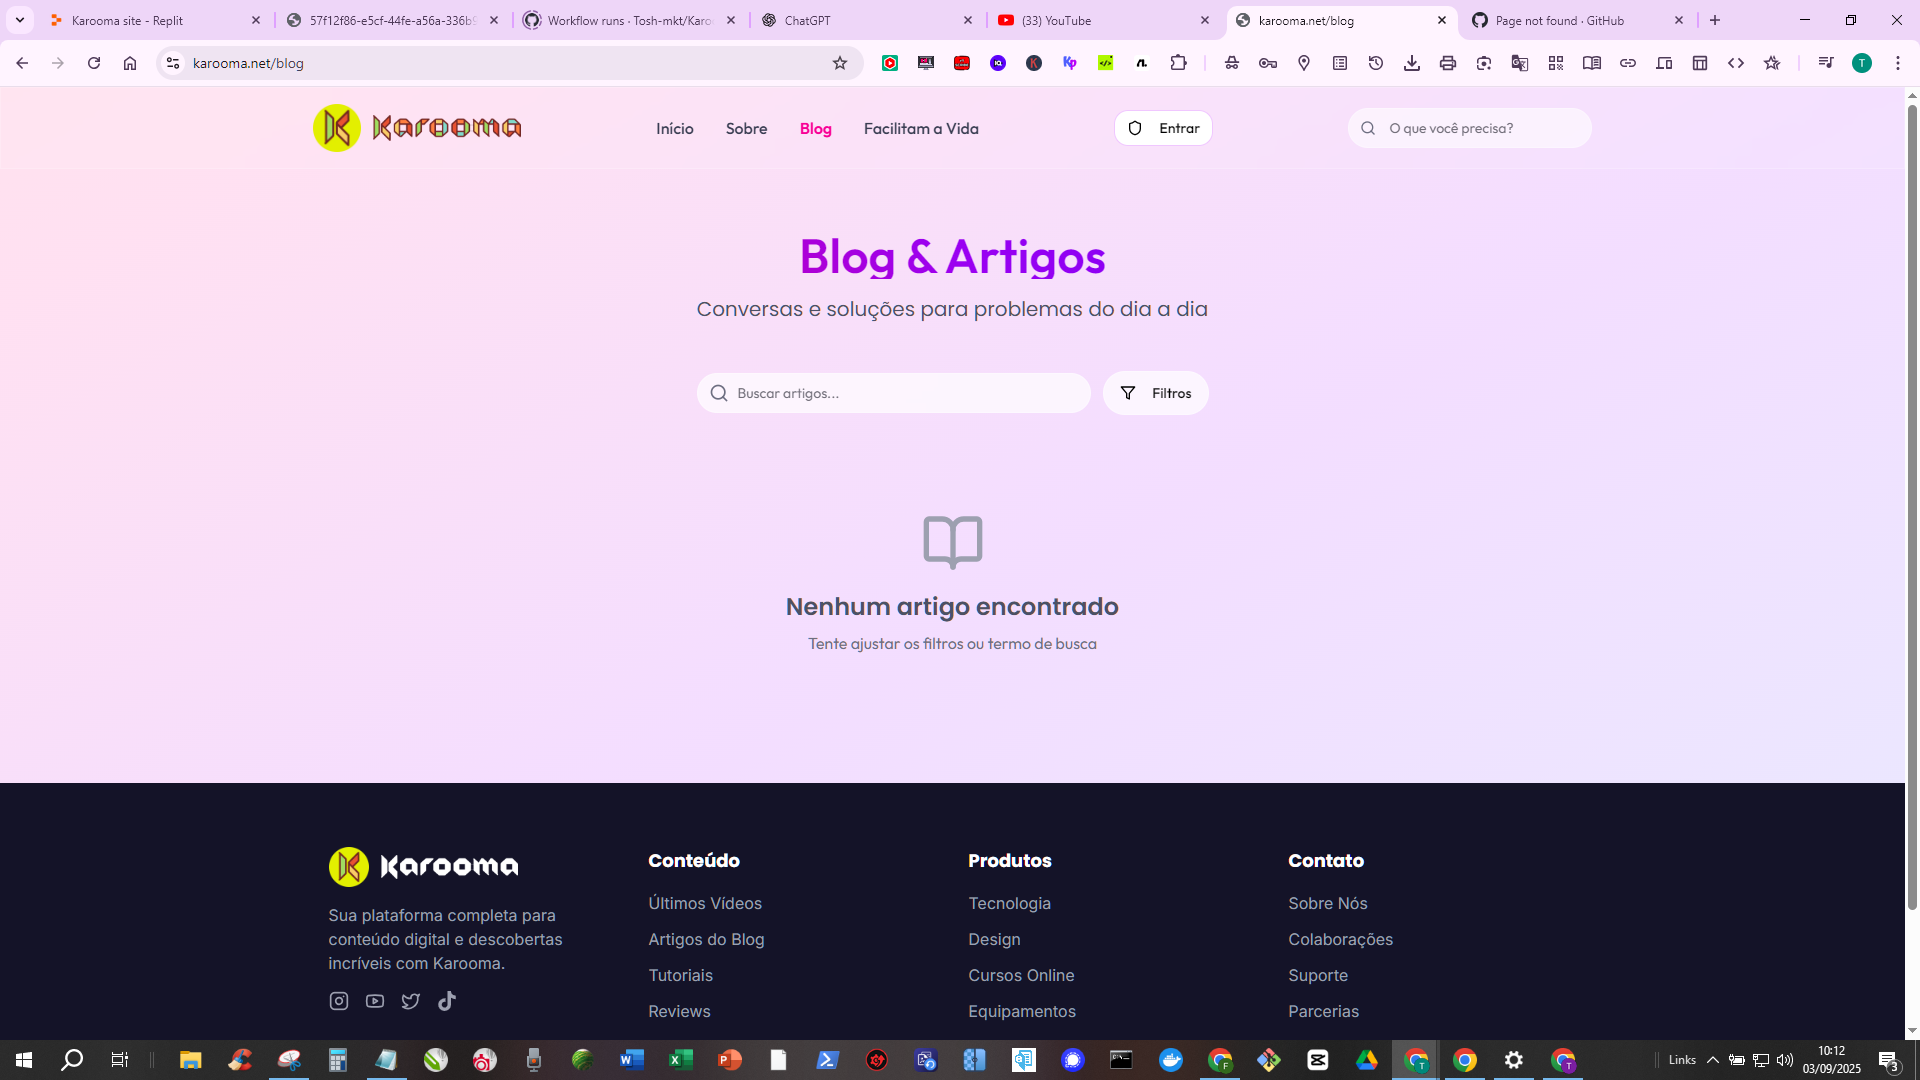 Karooma site - Replit
57f12f86-e5cf-44fe-a56a-336b9
Workflow runs · Tosh-mkt/Karoo
ChatGPT
(33) YouTube
karooma.net/blog
Page not found · GitHub
karooma.net/blog
T
Karooma
Início
Sobre
Blog
Facilitam a Vida
Entrar
O que você precisa?
Blog & Artigos
Conversas e soluções para problemas do dia a dia
Buscar artigos...
Filtros
Nenhum artigo encontrado
Tente ajustar os filtros ou termo de busca
Karooma
Sua plataforma completa para
conteúdo digital e descobertas
incríveis com Karooma.
Conteúdo
Últimos Vídeos
Artigos do Blog
Tutoriais
Reviews
Produtos
Tecnologia
Design
Cursos Online
Equipamentos
Contato
Sobre Nós
Colaborações
Suporte
Parcerias
Links
10:12
03/09/2025
3